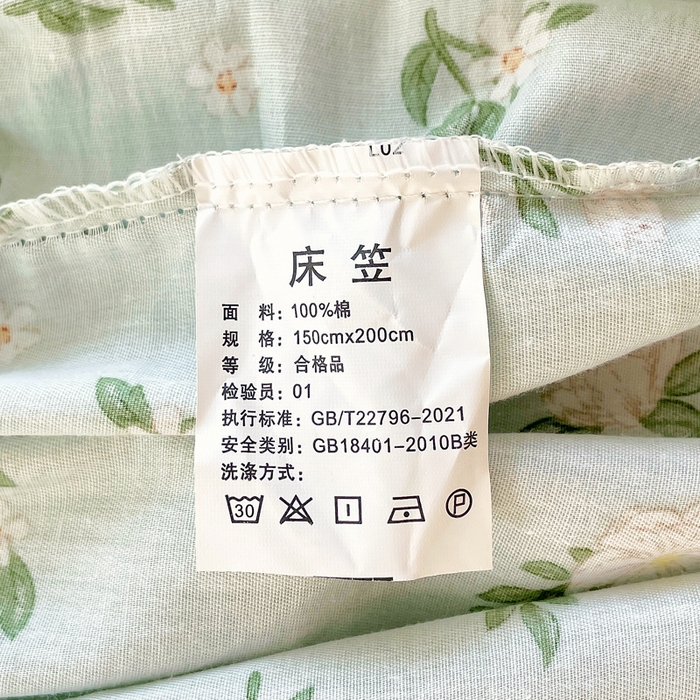 床 笠
面 料：100%棉
规 格：150cmx200cm
等 级：合格品
检验员：01
执行标准：GB/T22796-2021
安全类别：GB18401-2010B类
洗涤方式：
30
P